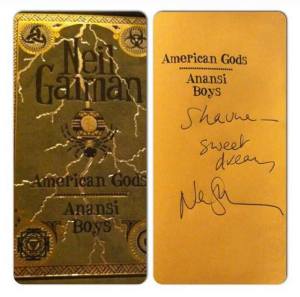 Neil
Gaiman
American Gods
Anansi
Boys
American Gods
Anansi
Boys
Shawna –
sweet
dreams